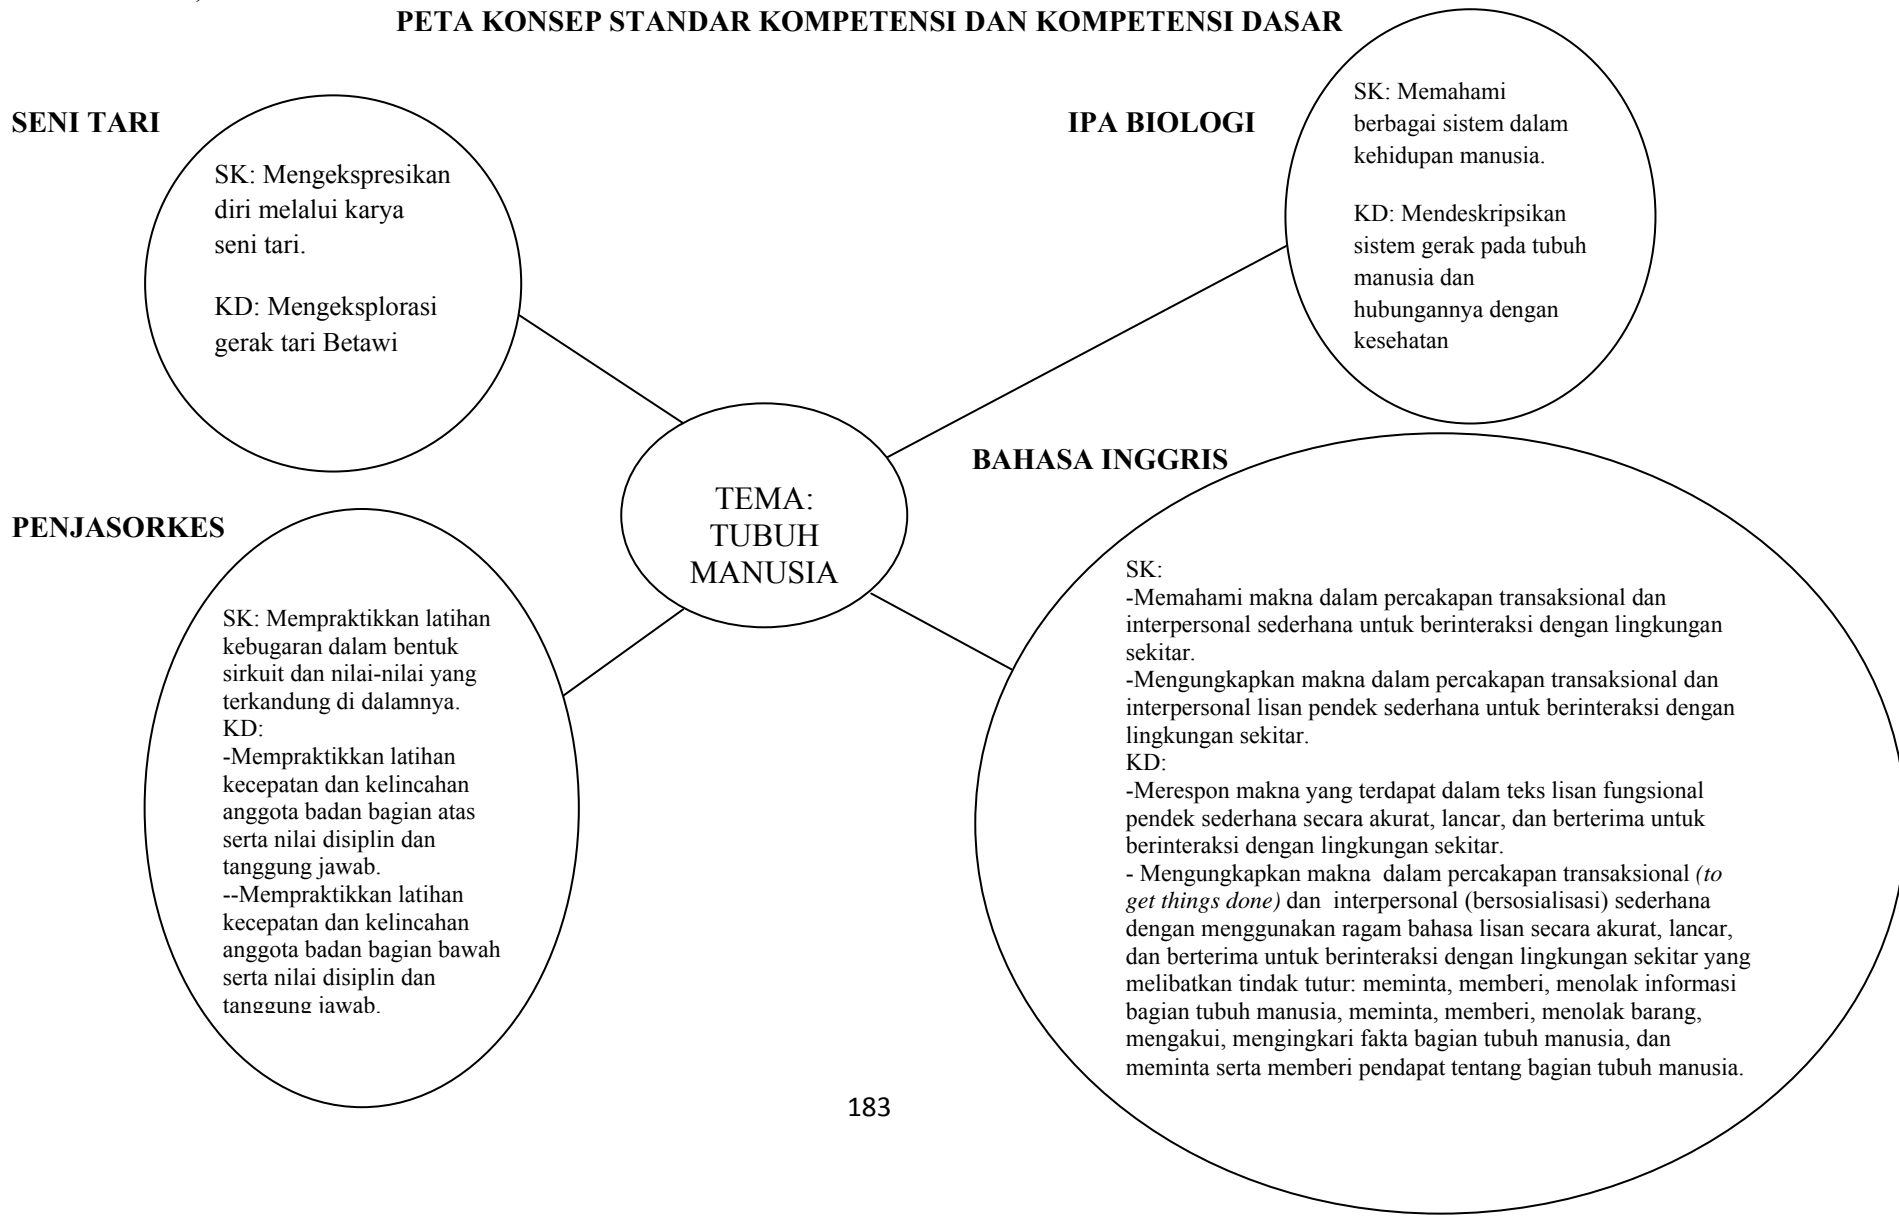 PETA KONSEP STANDAR KOMPETENSI DAN KOMPETENSI DASAR
SENI TARI
SK: Mengekspresikan
diri melalui karya
seni tari.
KD: Mengeksplorasi
gerak tari Betawi
IPA BIOLOGI
SK: Memahami
berbagai sistem dalam
kehidupan manusia.
KD: Mendeskripsikan
sistem gerak pada tubuh
manusia dan
hubungannya dengan
kesehatan
TEMA:
TUBUH
MANUSIA
PENJASORKES
SK: Mempraktikkan latihan
kebugaran dalam bentuk
sirkuit dan nilai-nilai yang
terkandung di dalamnya.
KD:
-Mempraktikkan latihan
kecepatan dan kelincahan
anggota badan bagian atas
serta nilai disiplin dan
tanggung jawab.
--Mempraktikkan latihan
kecepatan dan kelincahan
anggota badan bagian bawah
serta nilai disiplin dan
tanggung jawab.
BAHASA INGGRIS
SK:
-Memahami makna dalam percakapan transaksional dan
interpersonal sederhana untuk berinteraksi dengan lingkungan
sekitar.
-Mengungkapkan makna dalam percakapan transaksional dan
interpersonal lisan pendek sederhana untuk berinteraksi dengan
lingkungan sekitar.
KD:
-Merespon makna yang terdapat dalam teks lisan fungsional
pendek sederhana secara akurat, lancar, dan berterima untuk
berinteraksi dengan lingkungan sekitar.
- Mengungkapkan makna  dalam percakapan transaksional (to
get things done) dan  interpersonal (bersosialisasi) sederhana
dengan menggunakan ragam bahasa lisan secara akurat, lancar,
dan berterima untuk berinteraksi dengan lingkungan sekitar yang
melibatkan tindak tutur: meminta, memberi, menolak informasi
bagian tubuh manusia, meminta, memberi, menolak barang,
mengakui, mengingkari fakta bagian tubuh manusia, dan
meminta serta memberi pendapat tentang bagian tubuh manusia.
183